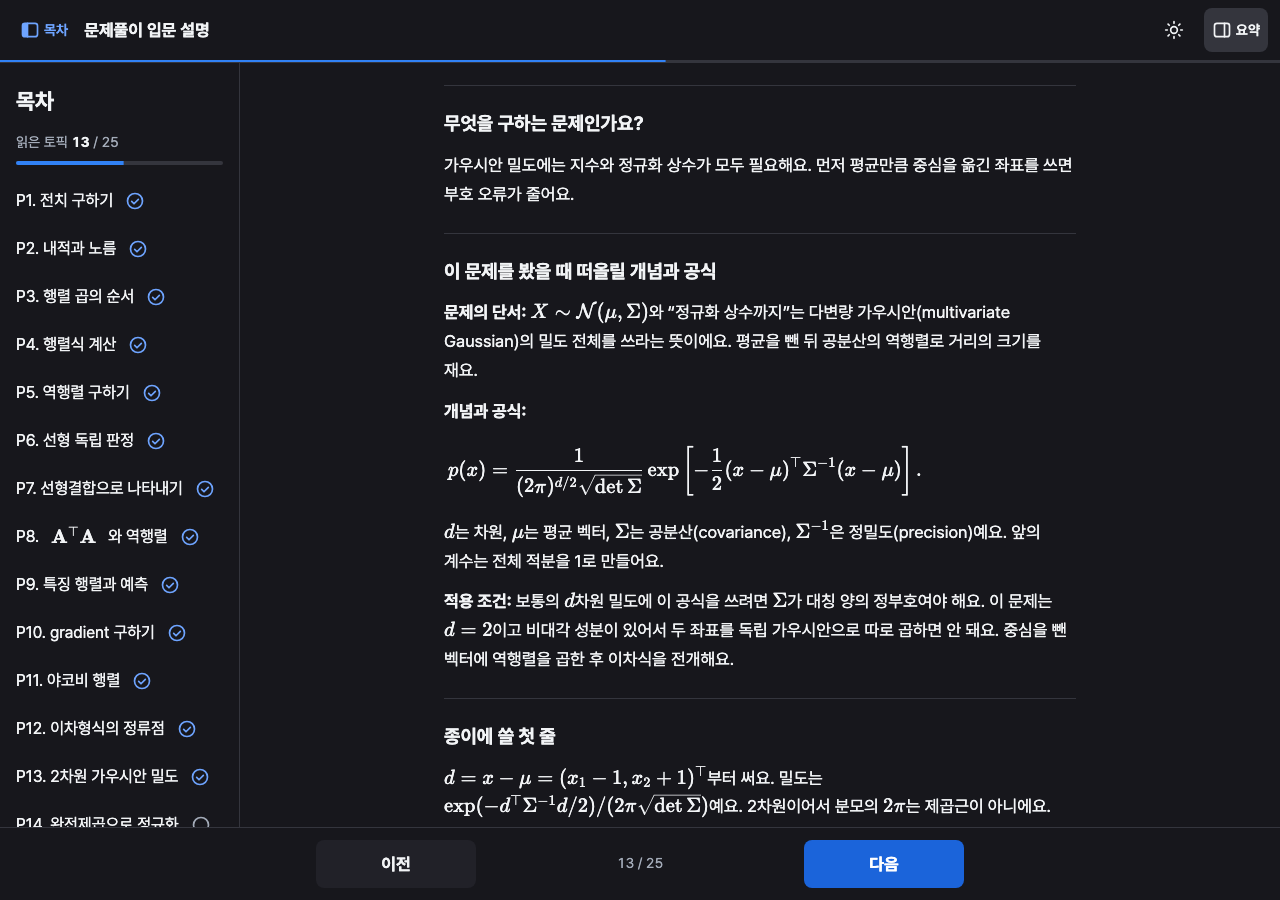 목차
문제풀이 입문 설명
요약
목차
읽은 토픽 13 / 25
P1. 전치 구하기
P2. 내적과 노름
P3. 행렬 곱의 순서
P4. 행렬식 계산
P5. 역행렬 구하기
P6. 선형 독립 판정
P7. 선형결합으로 나타내기
P8. A⊤A 와 역행렬
P9. 특징 행렬과 예측
P10. gradient 구하기
P11. 야코비 행렬
P12. 이차형식의 정류점
P13. 2차원 가우시안 밀도
P14. 완전제곱으로 정규화
무엇을 구하는 문제인가요?
가우시안 밀도에는 지수와 정규화 상수가 모두 필요해요. 먼저 평균만큼 중심을 옮긴 좌표를 쓰면
부호 오류가 줄어요.
이 문제를 봤을 때 떠올릴 개념과 공식
문제의 단서: X ∼ 𝒩(μ, Σ)와 “정규화 상수까지”는 다변량 가우시안(multivariate
Gaussian)의 밀도 전체를 쓰라는 뜻이에요. 평균을 뺀 뒤 공분산의 역행렬로 거리의 크기를
재요.
개념과 공식:
p(x) = 1 / ((2π)^{d/2} √(det Σ)) exp [ −1/2 (x − μ)⊤ Σ⁻¹ (x − μ) ] .
d는 차원, μ는 평균 벡터, Σ는 공분산(covariance), Σ⁻¹은 정밀도(precision)예요. 앞의
계수는 전체 적분을 1로 만들어요.
적용 조건: 보통의 d차원 밀도에 이 공식을 쓰려면 Σ가 대칭 양의 정부호여야 해요. 이 문제는
d = 2이고 비대각 성분이 있어서 두 좌표를 독립 가우시안으로 따로 곱하면 안 돼요. 중심을 뺀
벡터에 역행렬을 곱한 후 이차식을 전개해요.
종이에 쓸 첫 줄
d = x − μ = (x₁ − 1, x₂ + 1)⊤부터 써요. 밀도는
exp(−d⊤Σ⁻¹d/2)/(2π√(det Σ))예요. 2차원이어서 분모의 2π는 제곱근이 아니에요.
이전
13 / 25
다음